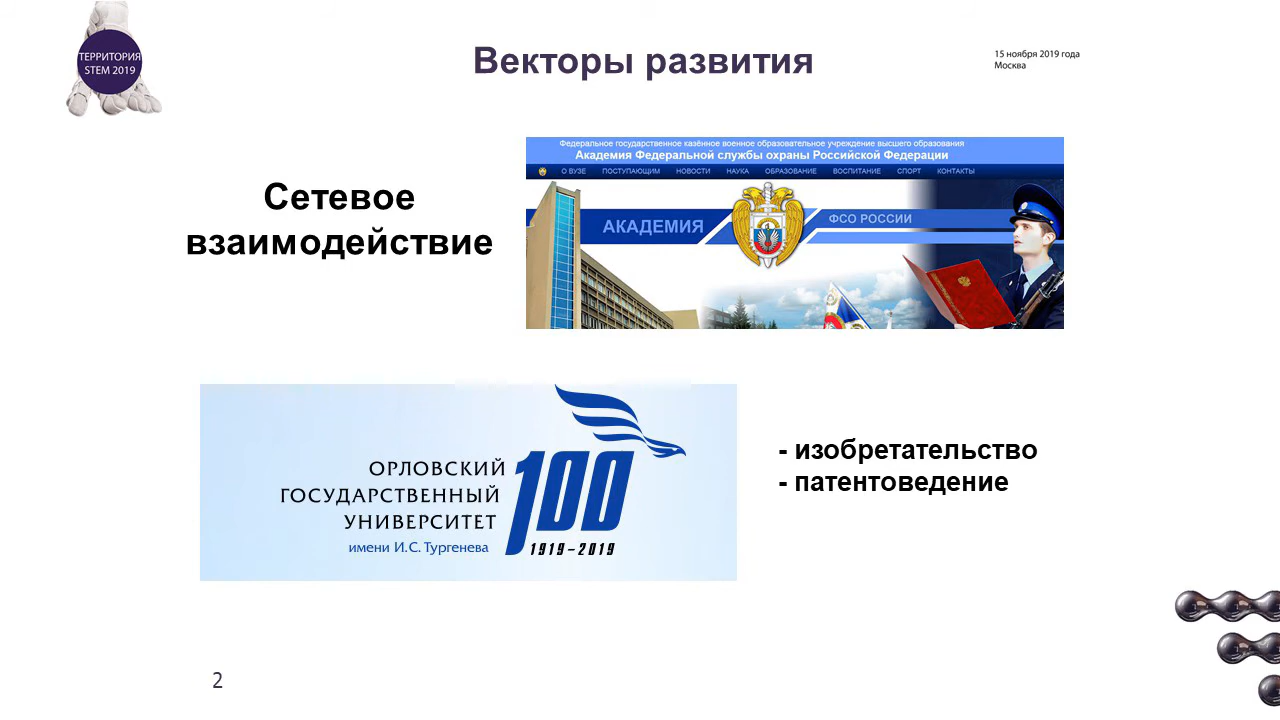 ТЕРРИТОРИЯ
STEM 2019
Векторы развития
15 ноября 2019 года
Москва
Сетевое
взаимодействие
Федеральное государственное казённое военное образовательное учреждение высшего образования
Академия Федеральной службы охраны Российской Федерации
О ВУЗЕ ПОСТУПАЮЩИМ НОВОСТИ НАУКА ОБРАЗОВАНИЕ ВОСПИТАНИЕ СПОРТ КОНТАКТЫ
АКАДЕМИЯ
ФСО РОССИИ
ОРЛОВСКИЙ
ГОСУДАРСТВЕННЫЙ
УНИВЕРСИТЕТ
имени И.С. Тургенева
100
1919–2019
- изобретательство
- патентоведение
2